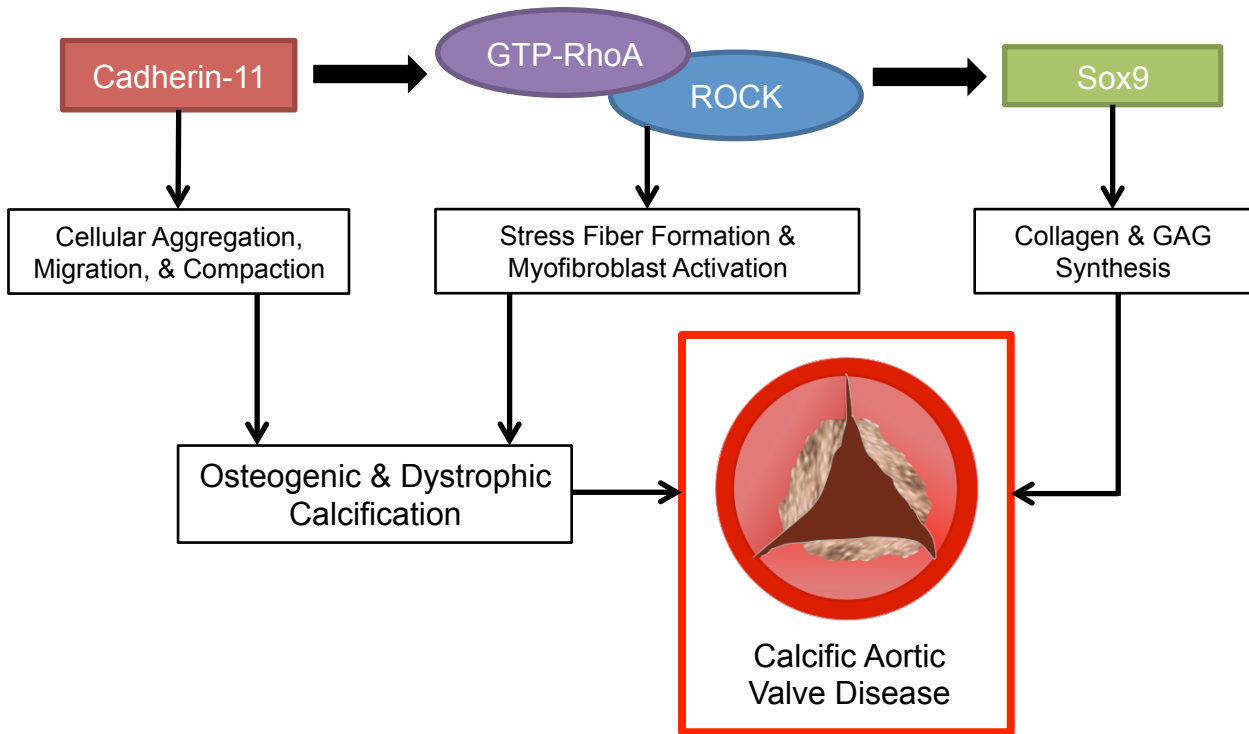 Cadherin-11
GTP-RhoA
ROCK
Sox9
Cellular Aggregation,
Migration, & Compaction
Stress Fiber Formation &
Myofibroblast Activation
Collagen & GAG
Synthesis
Osteogenic & Dystrophic
Calcification
Calcific Aortic
Valve Disease